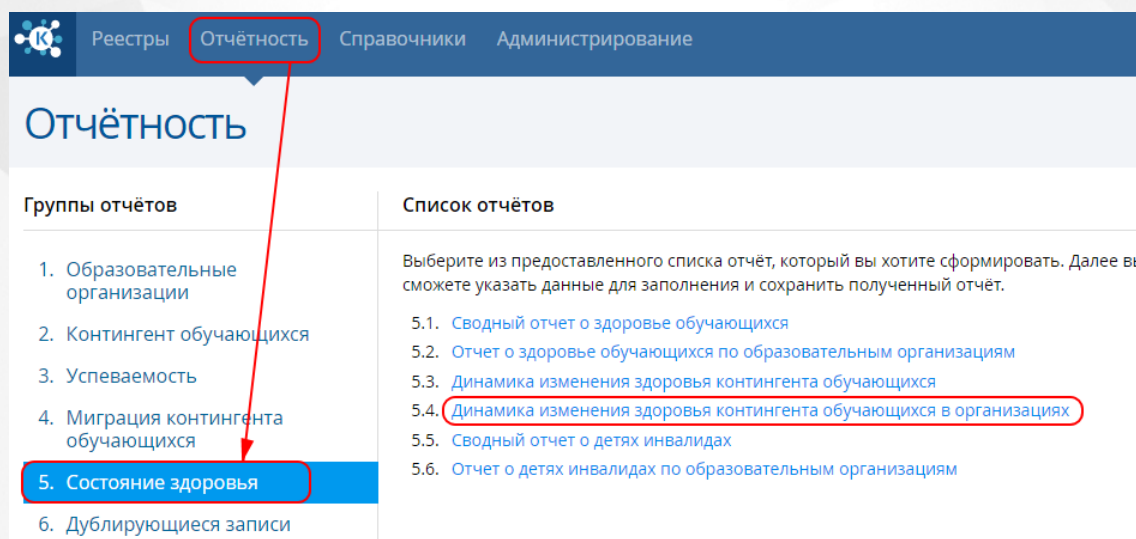 К
Реестры Отчётность Справочники Администрирование
Отчётность
Группы отчётов
1. Образовательные
организации
2. Контингент обучающихся
3. Успеваемость
4. Миграция контингента
обучающихся
5. Состояние здоровья
6. Дублирующиеся записи
Список отчётов
Выберите из предоставленного списка отчёт, который вы хотите сформировать. Далее вы
сможете указать данные для заполнения и сохранить полученный отчёт.
5.1. Сводный отчет о здоровье обучающихся
5.2. Отчет о здоровье обучающихся по образовательным организациям
5.3. Динамика изменения здоровья контингента обучающихся
5.4. Динамика изменения здоровья контингента обучающихся в организациях
5.5. Сводный отчет о детях инвалидах
5.6. Отчет о детях инвалидах по образовательным организациям